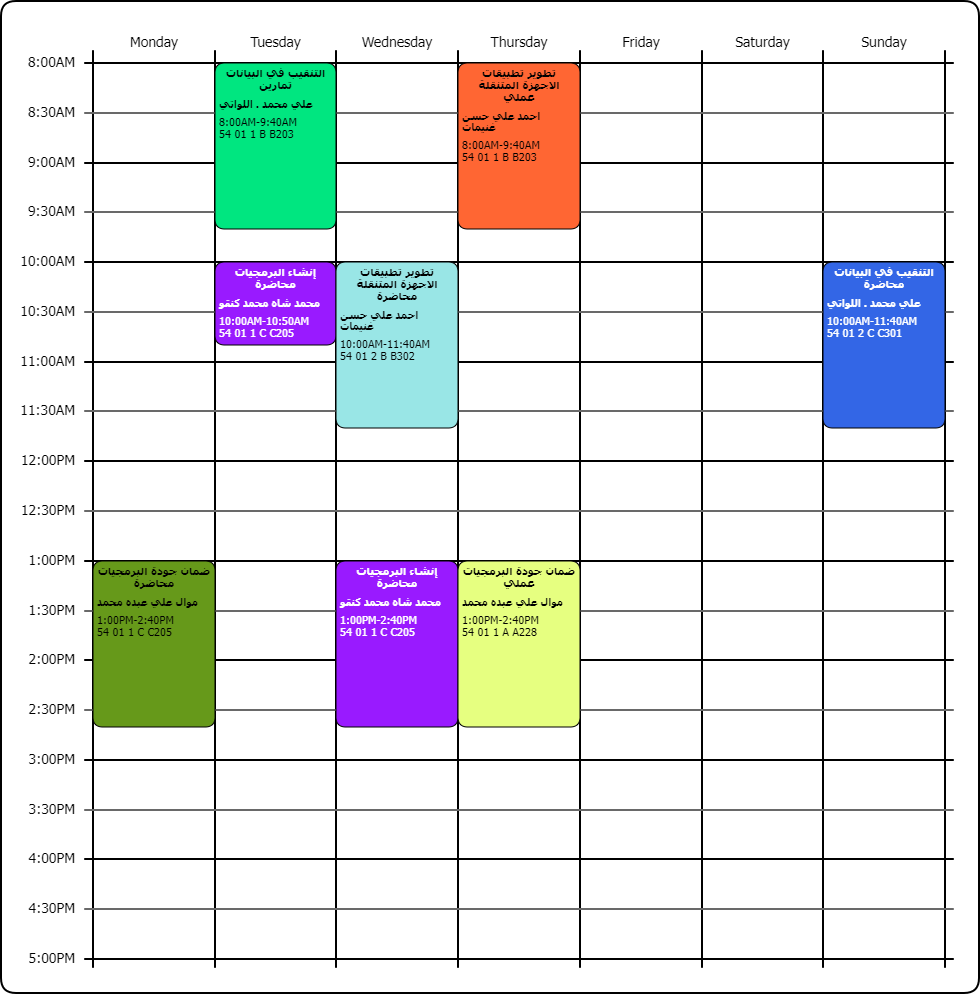 Monday
Tuesday
Wednesday
Thursday
Friday
Saturday
Sunday
8:00AM
8:30AM
9:00AM
9:30AM
10:00AM
10:30AM
11:00AM
11:30AM
12:00PM
12:30PM
1:00PM
1:30PM
2:00PM
2:30PM
3:00PM
3:30PM
4:00PM
4:30PM
5:00PM
ضمان جودة البرمجيات
محاضرة
موال علي عبده محمد
1:00PM-2:40PM
54 01 1 C C205
التنقيب في البيانات
تمارين
علي محمد . اللواتي
8:00AM-9:40AM
54 01 1 B B203
إنشاء البرمجيات
محاضرة
محمد شاه محمد كنقو
10:00AM-10:50AM
54 01 1 C C205
تطوير تطبيقات
الاجهزة المتنقلة
محاضرة
احمد علي حسن
عنيمات
10:00AM-11:40AM
54 01 2 B B302
إنشاء البرمجيات
محاضرة
محمد شاه محمد كنقو
1:00PM-2:40PM
54 01 1 C C205
تطوير تطبيقات
الاجهزة المتنقلة
عملي
احمد علي حسن
عنيمات
8:00AM-9:40AM
54 01 1 B B203
ضمان جودة البرمجيات
عملي
موال علي عبده محمد
1:00PM-2:40PM
54 01 1 A A228
التنقيب في البيانات
محاضرة
علي محمد . اللواتي
10:00AM-11:40AM
54 01 2 C C301